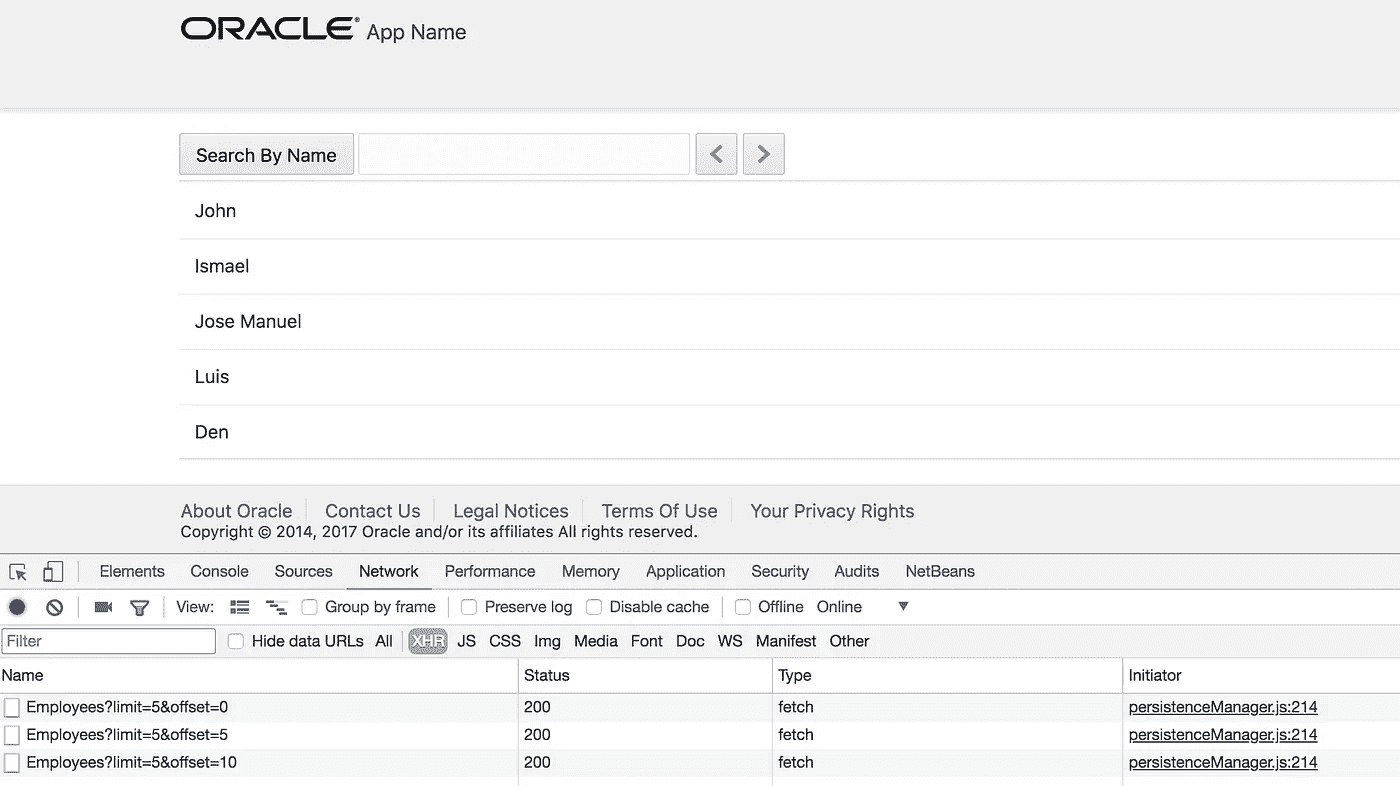 ORACLE® App Name
Search By Name
John
Ismael
Jose Manuel
Luis
Den
About Oracle Contact Us Legal Notices Terms Of Use Your Privacy Rights
Copyright © 2014, 2017 Oracle and/or its affiliates All rights reserved.
Elements Console Sources Network Performance Memory Application Security Audits NetBeans
View: Group by frame Preserve log Disable cache Offline Online
Filter Hide data URLs All XHR JS CSS Img Media Font Doc WS Manifest Other
Name Status Type Initiator
Employees?limit=5&offset=0 200 fetch persistenceManager.js:214
Employees?limit=5&offset=5 200 fetch persistenceManager.js:214
Employees?limit=5&offset=10 200 fetch persistenceManager.js:214